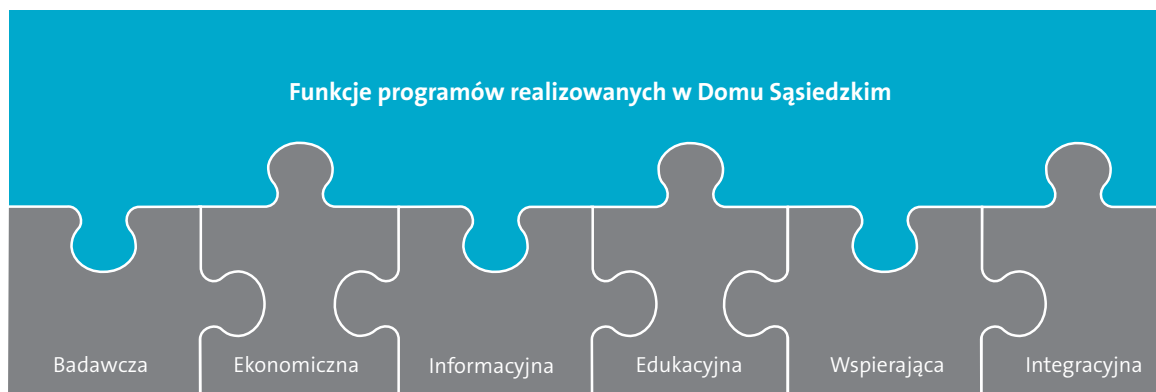 Funkcje programów realizowanych w Domu Sąsiedzkim
Badawcza
Ekonomiczna
Informacyjna
Edukacyjna
Wspierająca
Integracyjna